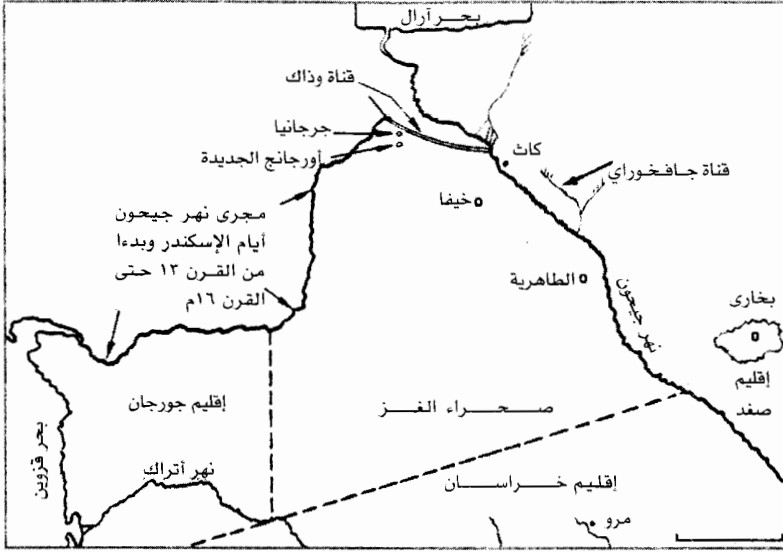 بحر آرال
قناة وذاك
جرجانيا
أورجانج الجديدة
كاث
قناة جافخوراي
خيفا
مجرى نهر جيحون
أيام الإسكندر وبدءا
من القرن ١٣ حتى
القرن ١٦م
الطاهرية
نهر جيحون
بخارى
إقليم
صفد
إقليم جورجان
صحراء الغز
بحر قزوين
نهر أتراك
إقليم خراسان
مرو